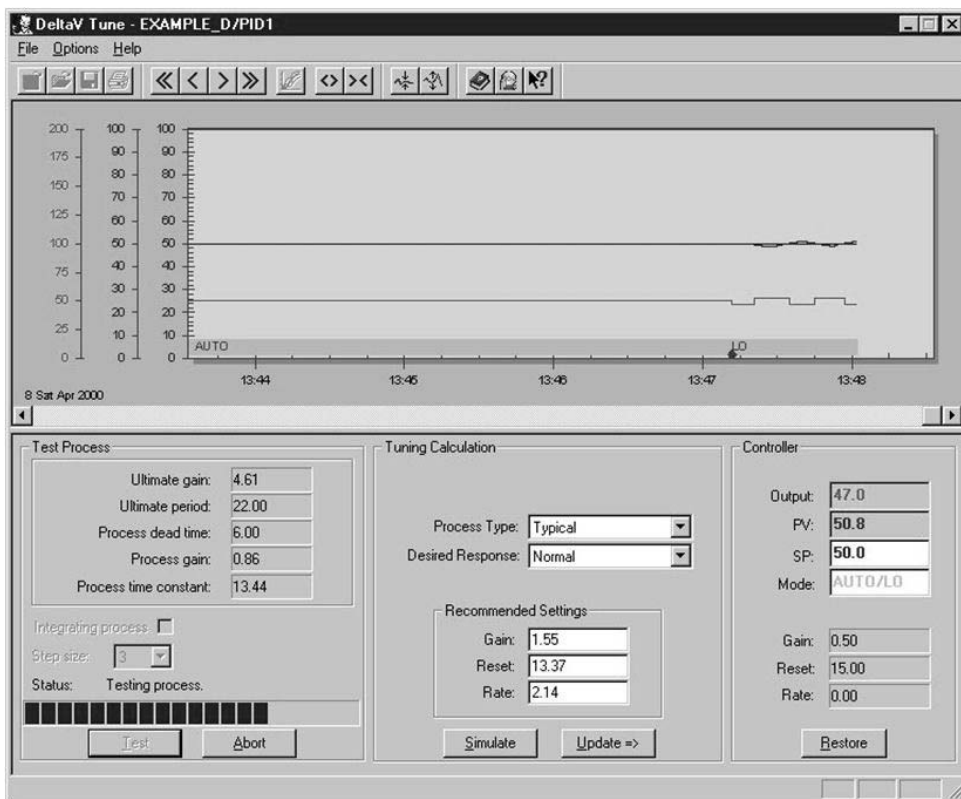 DeltaV Tune - EXAMPLE_D/PID1
File Options Help
200 100 100
175 90 90
80 80
150 70 70
125 60 60
100 50 50
75 40 40
30 30
50 20 20
25 10 10
0 0 0
AUTO LO
13:44 13:45 13:46 13:47 13:48
8 Sat Apr 2000
Test Process
Ultimate gain: 4.61
Ultimate period: 22.00
Process dead time: 6.00
Process gain: 0.86
Process time constant: 13.44
Integrating process
Step size: 3
Status: Testing process.
Test Abort
Tuning Calculation
Process Type: Typical
Desired Response: Normal
Recommended Settings
Gain: 1.55
Reset: 13.37
Rate: 2.14
Simulate Update =>
Controller
Output: 47.0
PV: 50.8
SP: 50.0
Mode: AUTO/LO
Gain: 0.50
Reset: 15.00
Rate: 0.00
Restore